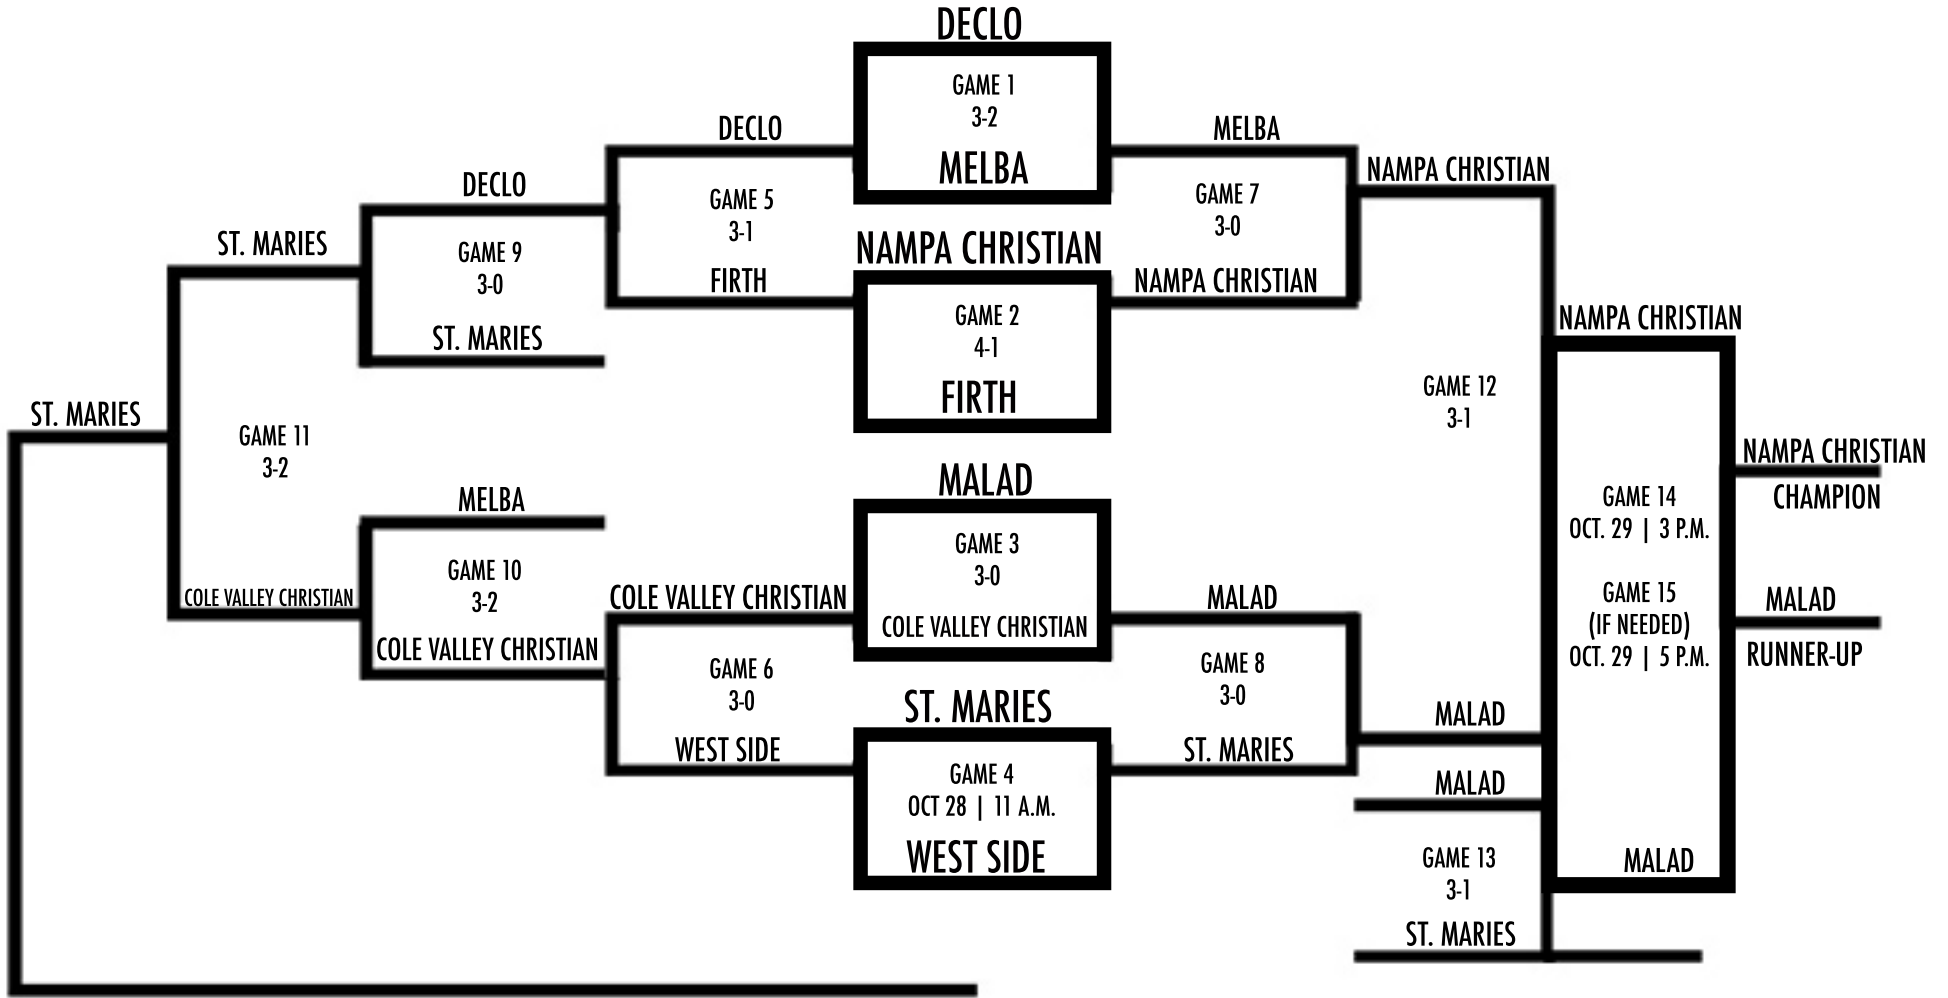 DECLO
GAME 1
3-2
MELBA
DECLO
MELBA
NAMPA CHRISTIAN
DECLO
GAME 5
3-1
GAME 7
3-0
ST. MARIES
GAME 9
3-0
NAMPA CHRISTIAN
FIRTH
NAMPA CHRISTIAN
GAME 2
4-1
FIRTH
ST. MARIES
NAMPA CHRISTIAN
GAME 12
3-1
ST. MARIES
GAME 11
3-2
NAMPA CHRISTIAN
CHAMPION
MALAD
GAME 3
3-0
COLE VALLEY CHRISTIAN
MELBA
GAME 10
3-2
COLE VALLEY CHRISTIAN
COLE VALLEY CHRISTIAN
COLE VALLEY CHRISTIAN
MALAD
GAME 14
OCT. 29 | 3 P.M.
GAME 15
(IF NEEDED)
OCT. 29 | 5 P.M.
MALAD
RUNNER-UP
GAME 6
3-0
GAME 8
3-0
ST. MARIES
WEST SIDE
ST. MARIES
GAME 4
OCT 28 | 11 A.M.
WEST SIDE
MALAD
MALAD
GAME 13
3-1
MALAD
ST. MARIES